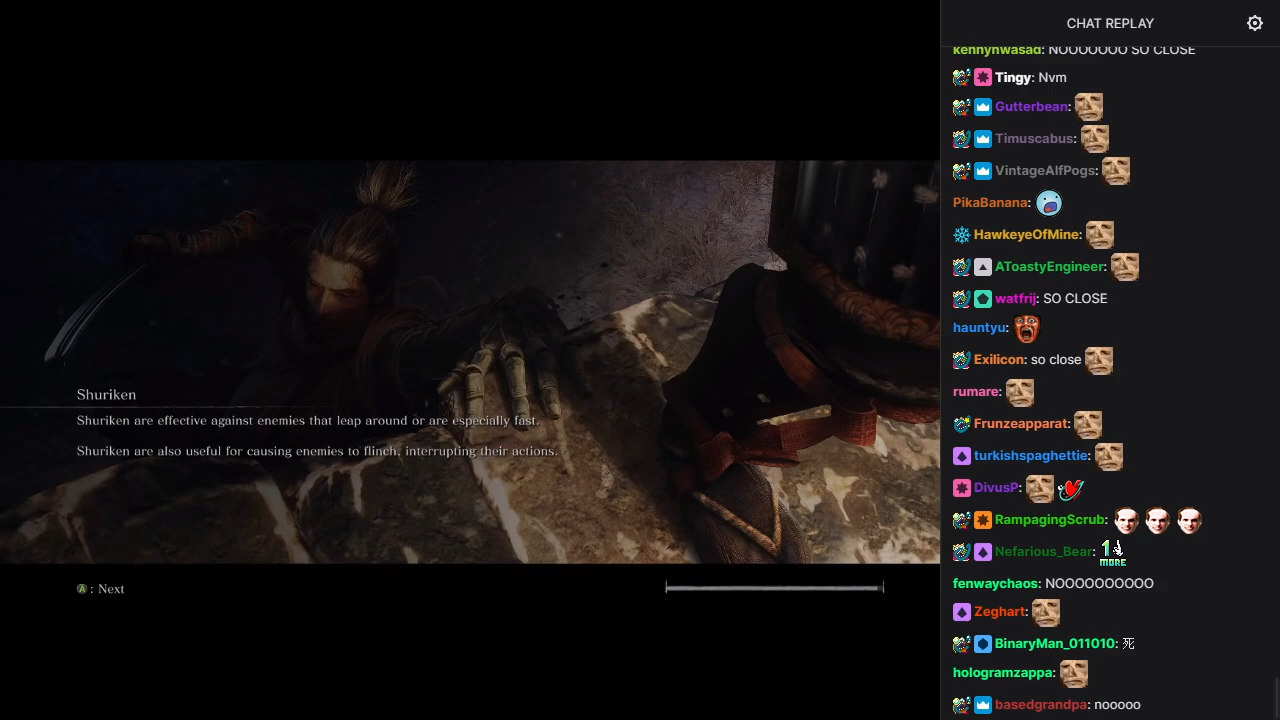 CHAT REPLAY
kennynwasad: NOOOOOOO SO CLOSE
Tingy: Nvm
Gutterbean:
Timuscabus:
VintageAlfPogs:
PikaBanana:
HawkeyeOfMine:
AToastyEngineer:
watfrij: SO CLOSE
hauntyu:
Exilicon: so close
rumare:
Frunzeapparat:
turkishspaghettie:
DivusP:
RampagingScrub:
Nefarious_Bear: 1 MORE
fenwaychaos: NOOOOOOOOOO
Zeghart:
BinaryMan_011010: 死
hologramzappa:
basedgrandpa: nooooo
Shuriken
Shuriken are effective against enemies that leap around or are especially fast.
Shuriken are also useful for causing enemies to flinch, interrupting their actions.
A : Next